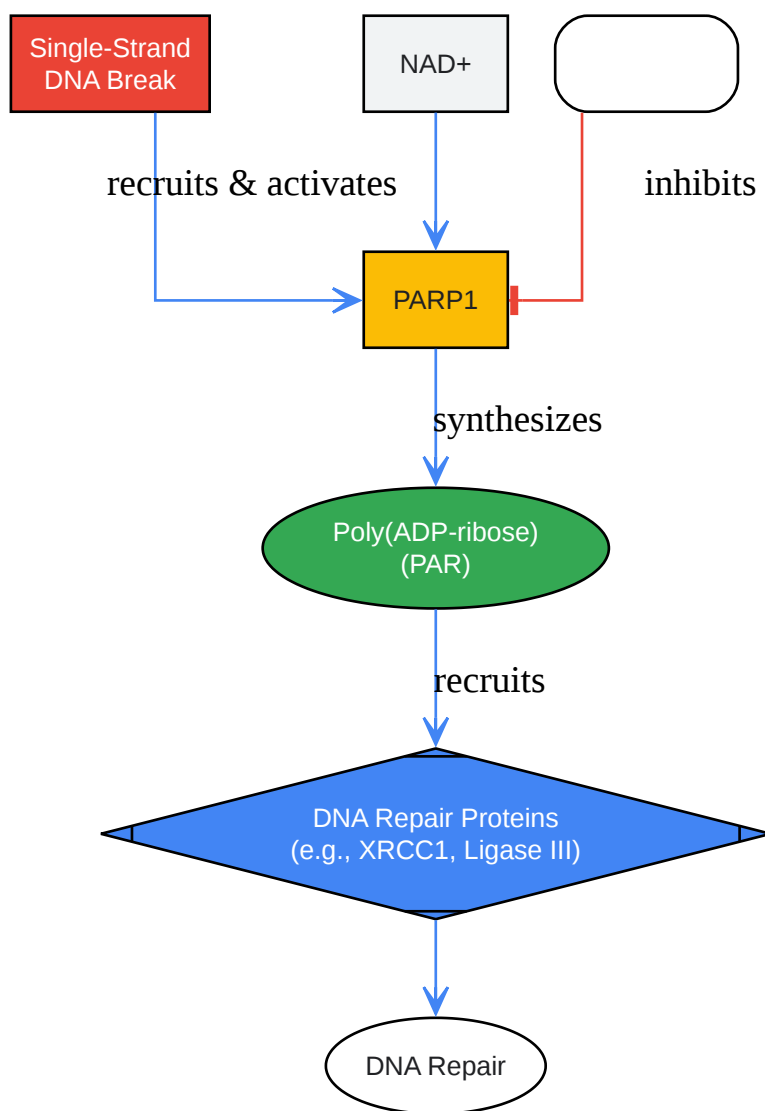 Single-Strand
DNA Break
NAD+
recruits & activates
inhibits
PARP1
synthesizes
Poly(ADP-ribose)
(PAR)
recruits
DNA Repair Proteins
(e.g., XRCC1, Ligase III)
DNA Repair